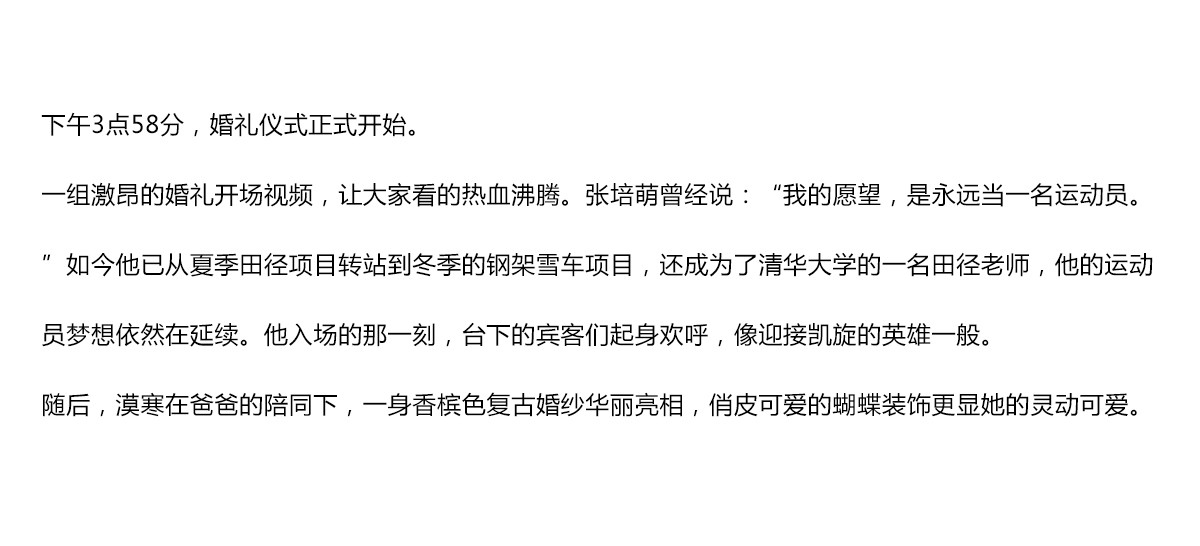 下午3点58分，婚礼仪式正式开始。
一组激昂的婚礼开场视频，让大家看的热血沸腾。张培萌曾经说：“我的愿望，是永远当一名运动员。
”如今他已从夏季田径项目转站到冬季的钢架雪车项目，还成为了清华大学的一名田径老师，他的运动
员梦想依然在延续。他入场的那一刻，台下的宾客们起身欢呼，像迎接凯旋的英雄一般。
随后，漠寒在爸爸的陪同下，一身香槟色复古婚纱华丽亮相，俏皮可爱的蝴蝶装饰更显她的灵动可爱。